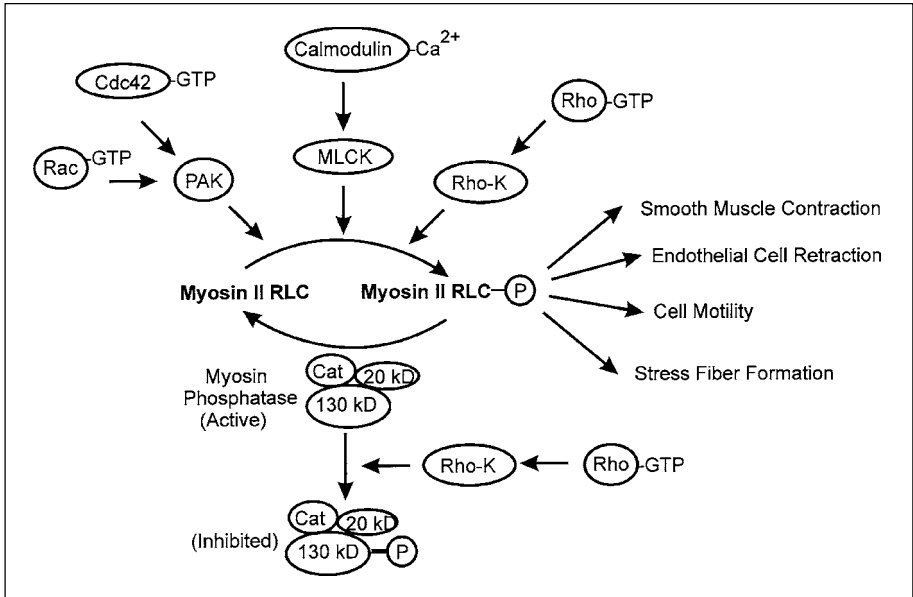 Calmodulin-Ca2+
Cdc42-GTP
Rho-GTP
Rac-GTP
MLCK
PAK
Rho-K
Smooth Muscle Contraction
Endothelial Cell Retraction
Myosin II RLC
Myosin II RLC-P
Cell Motility
Stress Fiber Formation
Myosin
Phosphatase
(Active)
Cat
20 kD
130 kD
Rho-K
Rho-GTP
(Inhibited)
Cat
20 kD
130 kD
P